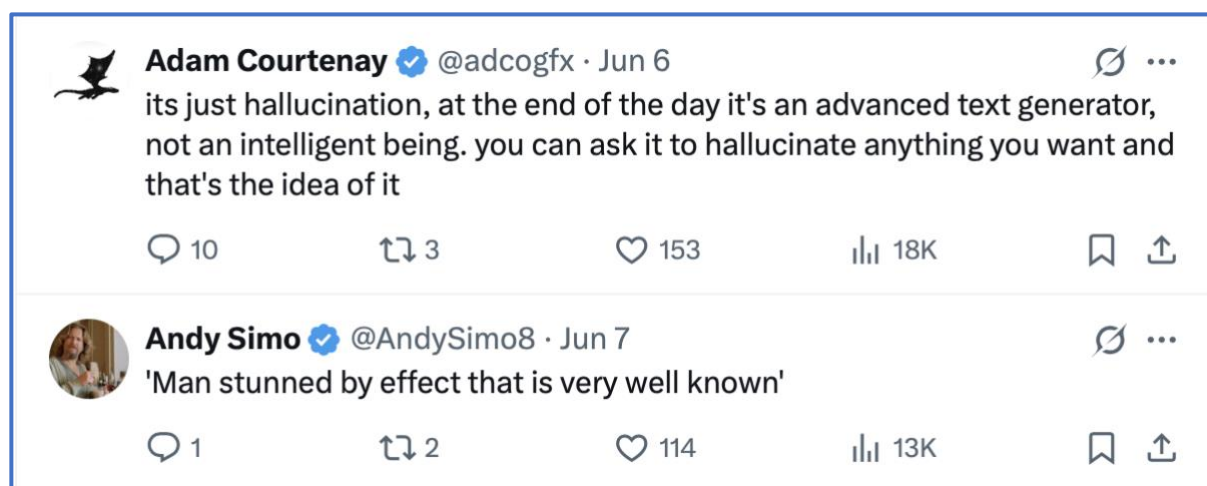 Adam Courtenay @adcogfx · Jun 6
its just hallucination, at the end of the day it's an advanced text generator,
not an intelligent being. you can ask it to hallucinate anything you want and
that's the idea of it
10 3 153 18K
Andy Simo @AndySimo8 · Jun 7
'Man stunned by effect that is very well known'
1 2 114 13K